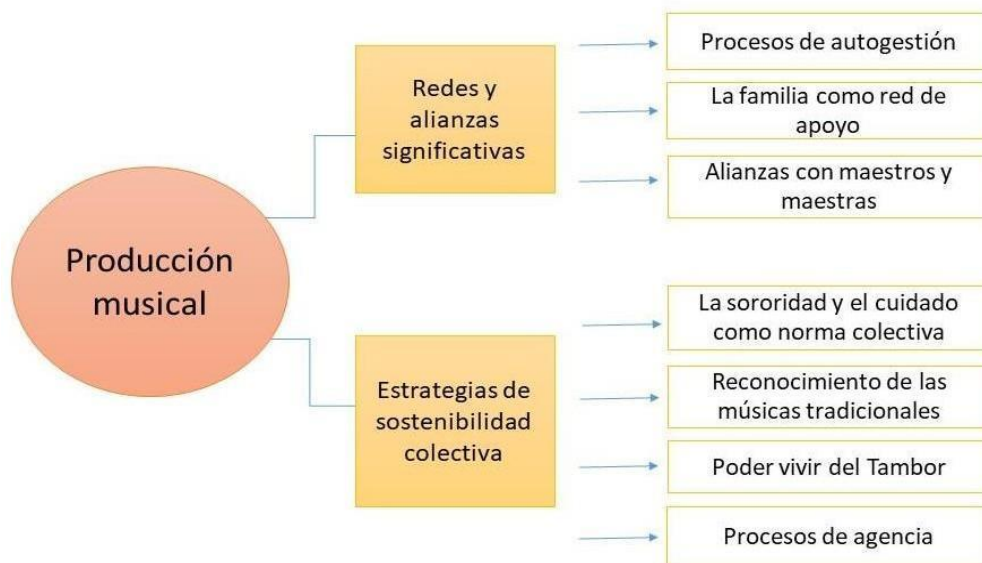 Producción
musical
Redes y
alianzas
significativas
Procesos de autogestión
La familia como red de
apoyo
Alianzas con maestros y
maestras
Estrategias de
sostenibilidad
colectiva
La sororidad y el cuidado
como norma colectiva
Reconocimiento de las
músicas tradicionales
Poder vivir del Tambor
Procesos de agencia